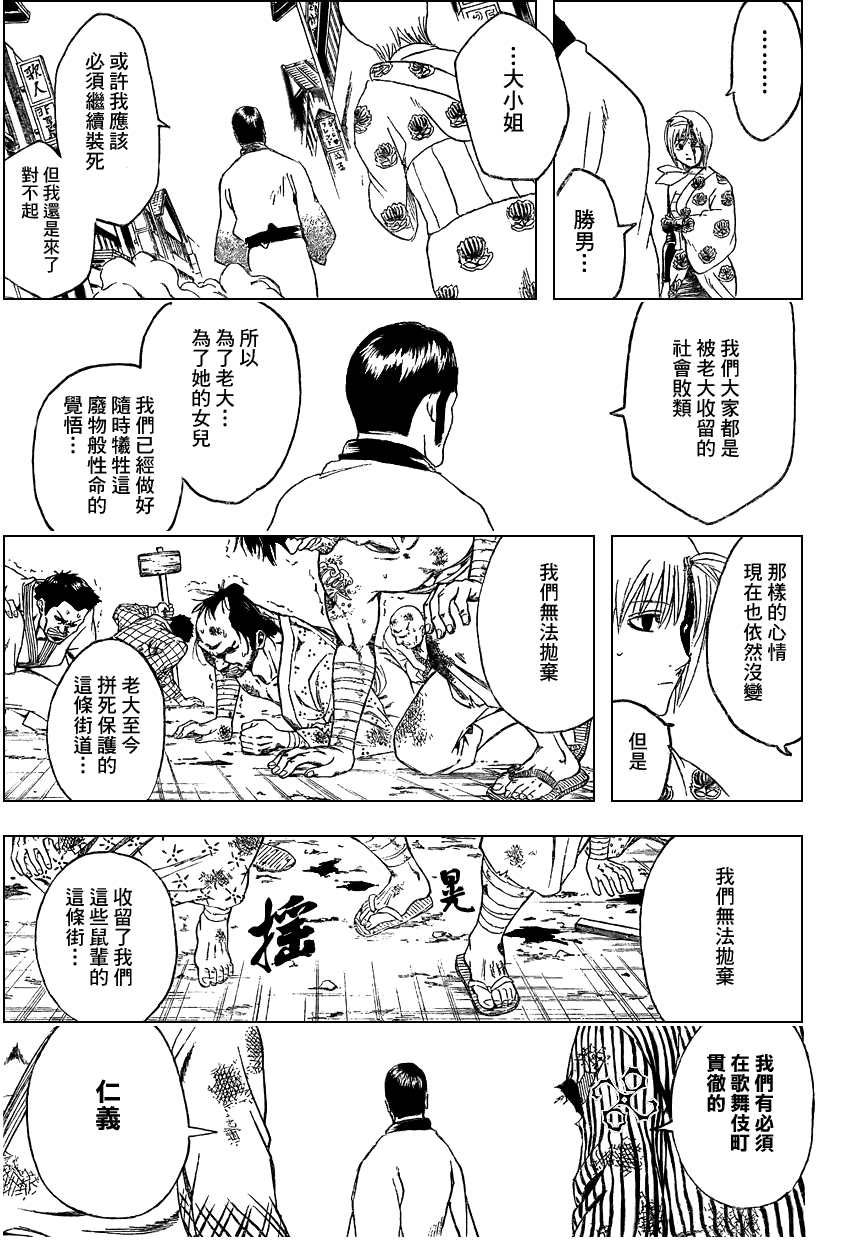 ………
勝男…
…大小姐
或許我應該
必須繼續裝死
但我還是來了
對不起
歌人
我們大家都是
被老大收留的
社會敗類
所以
為了老大…
為了她的女兒
我們已經做好
隨時犧牲這
廢物般性命的
覺悟…
那樣的心情
現在也依然沒變
但是
我們無法拋棄
老大至今
拼死保護的
這條街道…
我們無法拋棄
晃
搖
收留了我們
這些鼠輩的
這條街…
我們有必須
在歌舞伎町
貫徹的
仁義